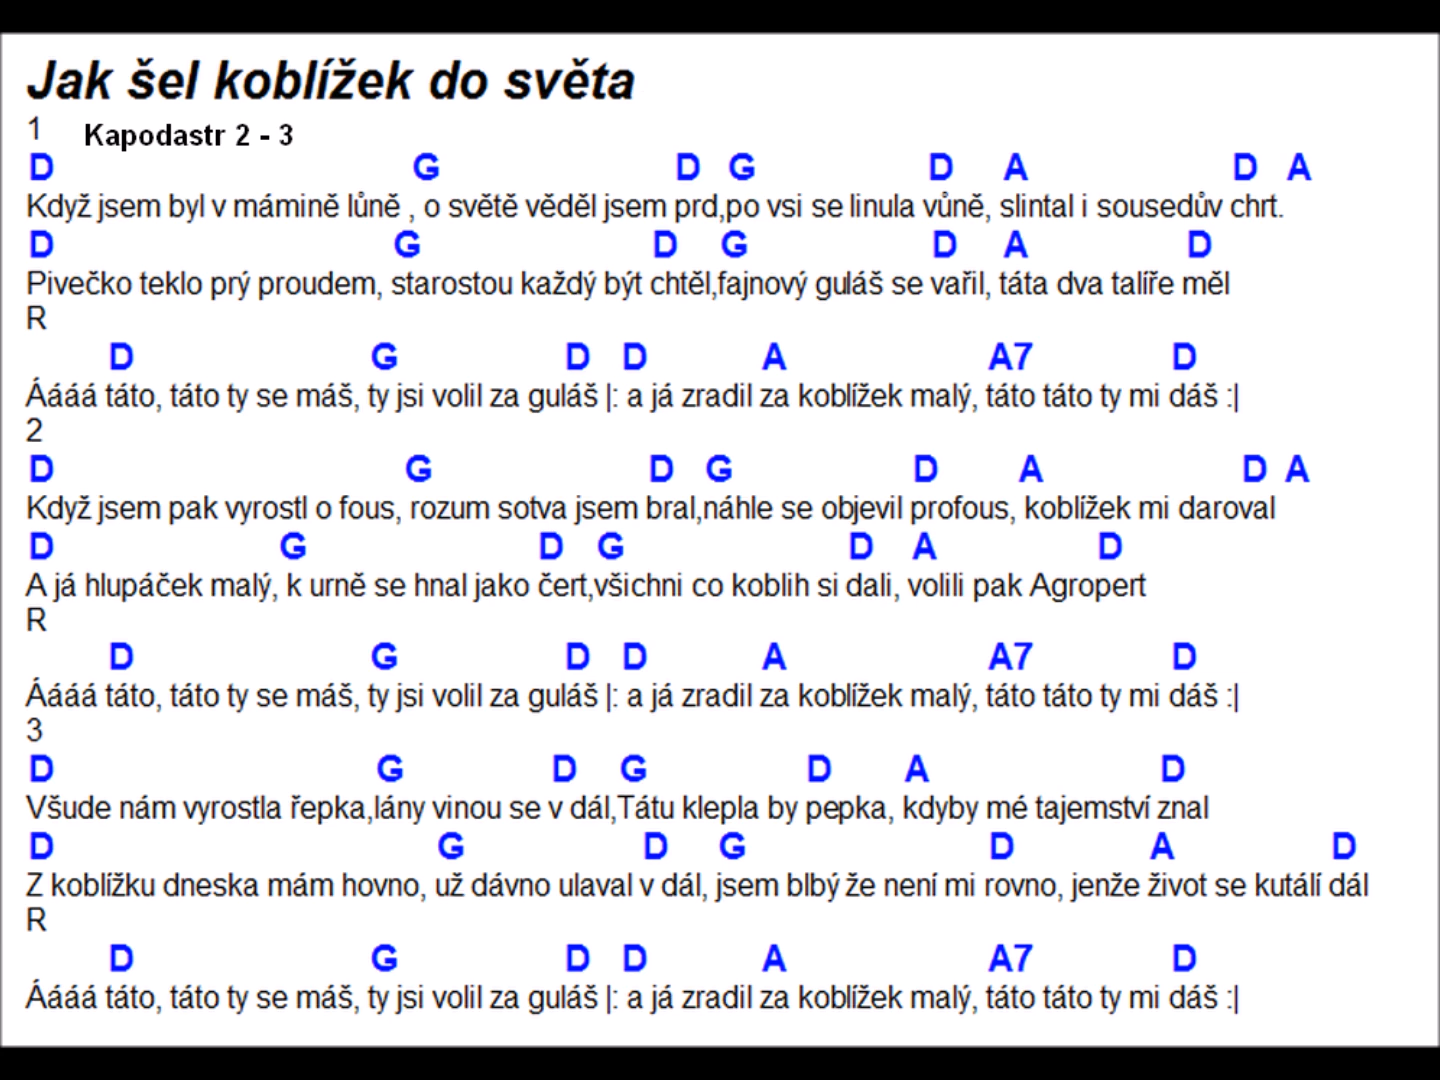 Jak šel koblížek do světa
1 Kapodastr 2 - 3
D G D G D A D A
Když jsem byl v mámině lůně , o světě věděl jsem prd,po vsi se linula vůně, slintal i sousedův chrt.
D G D G D A D
Pivečko teklo prý proudem, starostou každý být chtěl,fajnový guláš se vařil, táta dva talíře měl
R
D G D D A A7 D
Áááá táto, táto ty se máš, ty jsi volil za guláš |: a já zradil za koblížek malý, táto táto ty mi dáš :|
2
D G D G D A D A
Když jsem pak vyrostl o fous, rozum sotva jsem bral,náhle se objevil profous, koblížek mi daroval
D G D G D A D
A já hlupáček malý, k urně se hnal jako čert,všichni co koblih si dali, volili pak Agropert
R
D G D D A A7 D
Áááá táto, táto ty se máš, ty jsi volil za guláš |: a já zradil za koblížek malý, táto táto ty mi dáš :|
3
D G D G D A D
Všude nám vyrostla řepka,lány vinou se v dál,Tátu klepla by pepka, kdyby mé tajemství znal
D G D G D A D
Z koblížku dneska mám hovno, už dávno ulaval v dál, jsem blbý že není mi rovno, jenže život se kutálí dál
R
D G D D A A7 D
Áááá táto, táto ty se máš, ty jsi volil za guláš |: a já zradil za koblížek malý, táto táto ty mi dáš :|